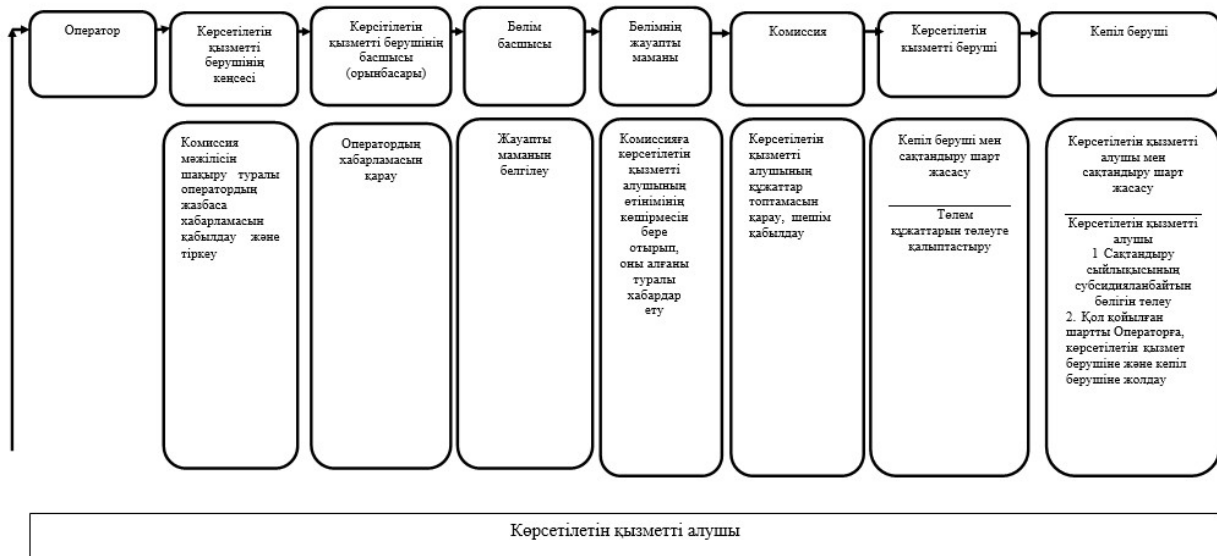 Оператор
Көрсетілетін
қызметті
берушінің
кеңсесі
Көрсітілетін
қызметті берушінің
басшысы
(орынбасары)
Бөлім
басшысы
Бөлімнің
жауапты
маманы
Комиссия
Көрсетілетін
қызметті беруші
Кепіл беруші
Комиссия
мәжілісін
шақыру туралы
оператордың
жазбаса
хабарламасын
қабылдау және
тіркеу
Оператордың
хабарламасын
қарау
Жауапты
маманын
белгілеу
Комиссияға
көрсетілетін
қызметті
алушының
өтінімінің
көшірмесін
бере
отырып,
оны алғаны
туралы
хабардар
ету
Көрсетілетін
қызметті
алушының
құжаттар
топтамасын
қарау, шешім
қабылдау
Кепіл беруші мен
сақтандыру шарт
жасасу
Төлем
құжаттарын төлеуге
қалыптастыру
Көрсетілетін қызметті
алушы мен
сақтандыру шарт
жасасу
Көрсетілетін қызметті
алушы
1 Сақтандыру
сыйлықысының
субсидияланбайтын
бөлігін төлеу
2. Қол қойылған
шартты Операторға,
көрсетілетін қызмет
берушіне және кепіл
берушіне жолдау
Көрсетілетін қызметті алушы